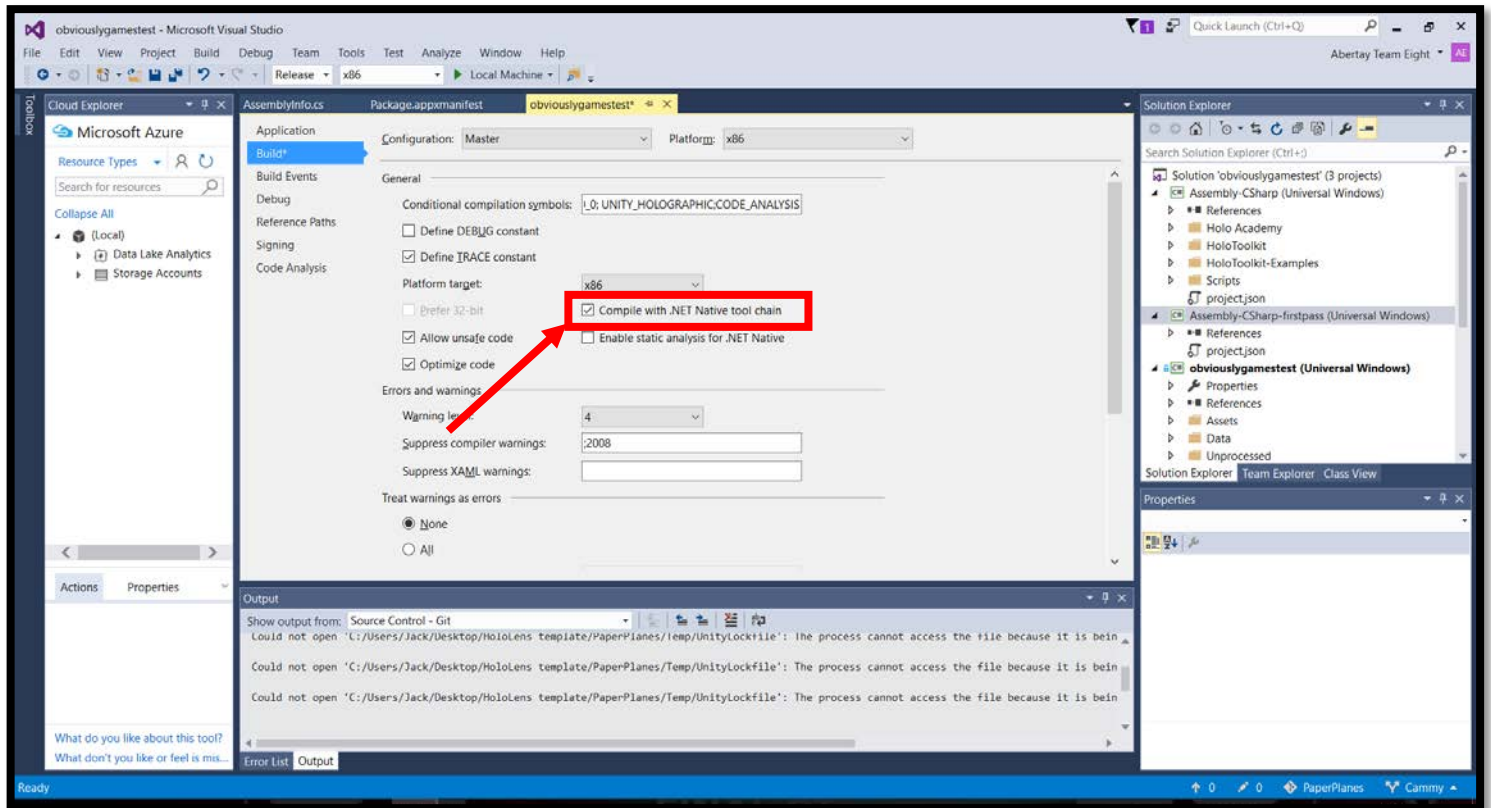 obviouslygamestest - Microsoft Visual Studio
1
Quick Launch (Ctrl+Q)
File Edit View Project Build Debug Team Tools Test Analyze Window Help
Abertay Team Eight
AE
Release x86 Local Machine
Toolbox
Cloud Explorer
Microsoft Azure
Resource Types
Search for resources
Collapse All
(Local)
Data Lake Analytics
Storage Accounts
Actions Properties
What do you like about this tool?
What don't you like or feel is mis...
AssemblyInfo.cs Package.appxmanifest obviouslygamestest*
Application
Build*
Build Events
Debug
Reference Paths
Signing
Code Analysis
Configuration: Master Platform: x86
General
Conditional compilation symbols: _0; UNITY_HOLOGRAPHIC;CODE_ANALYSIS
Define DEBUG constant
Define TRACE constant
Platform target: x86
Prefer 32-bit Compile with .NET Native tool chain
Allow unsafe code Enable static analysis for .NET Native
Optimize code
Errors and warnings
Warning level: 4
Suppress compiler warnings: ;2008
Suppress XAML warnings:
Treat warnings as errors
None
All
Output
Show output from: Source Control - Git
Could not open 'C:/Users/Jack/Desktop/HoloLens template/PaperPlanes/Temp/UnityLockfile': The process cannot access the file because it is bein
Could not open 'C:/Users/Jack/Desktop/HoloLens template/PaperPlanes/Temp/UnityLockfile': The process cannot access the file because it is bein
Could not open 'C:/Users/Jack/Desktop/HoloLens template/PaperPlanes/Temp/UnityLockfile': The process cannot access the file because it is bein
Error List Output
Solution Explorer
Search Solution Explorer (Ctrl+;)
Solution 'obviouslygamestest' (3 projects)
Assembly-CSharp (Universal Windows)
References
Holo Academy
HoloToolkit
HoloToolkit-Examples
Scripts
project.json
Assembly-CSharp-firstpass (Universal Windows)
References
project.json
obviouslygamestest (Universal Windows)
Properties
References
Assets
Data
Unprocessed
Solution Explorer Team Explorer Class View
Properties
Ready
0 0 PaperPlanes Cammy